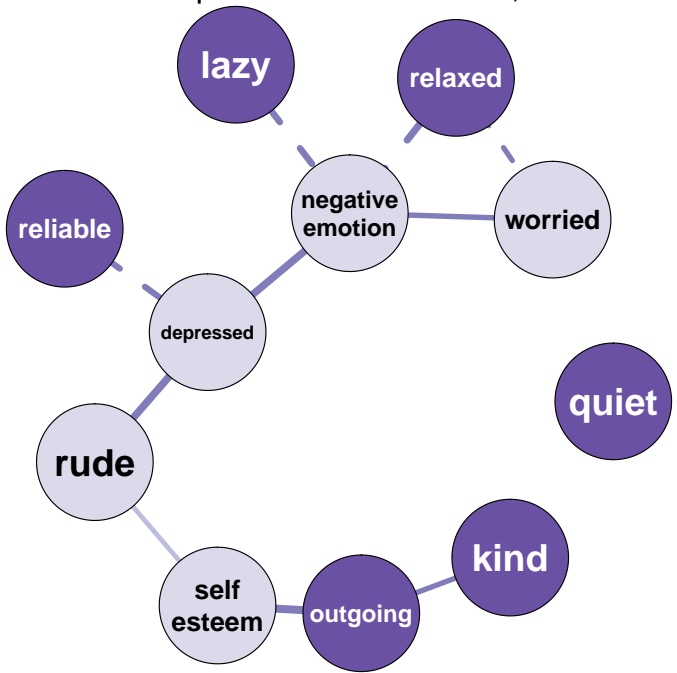 lazy
relaxed
negative
emotion
worried
reliable
depressed
quiet
rude
kind
self
esteem
outgoing